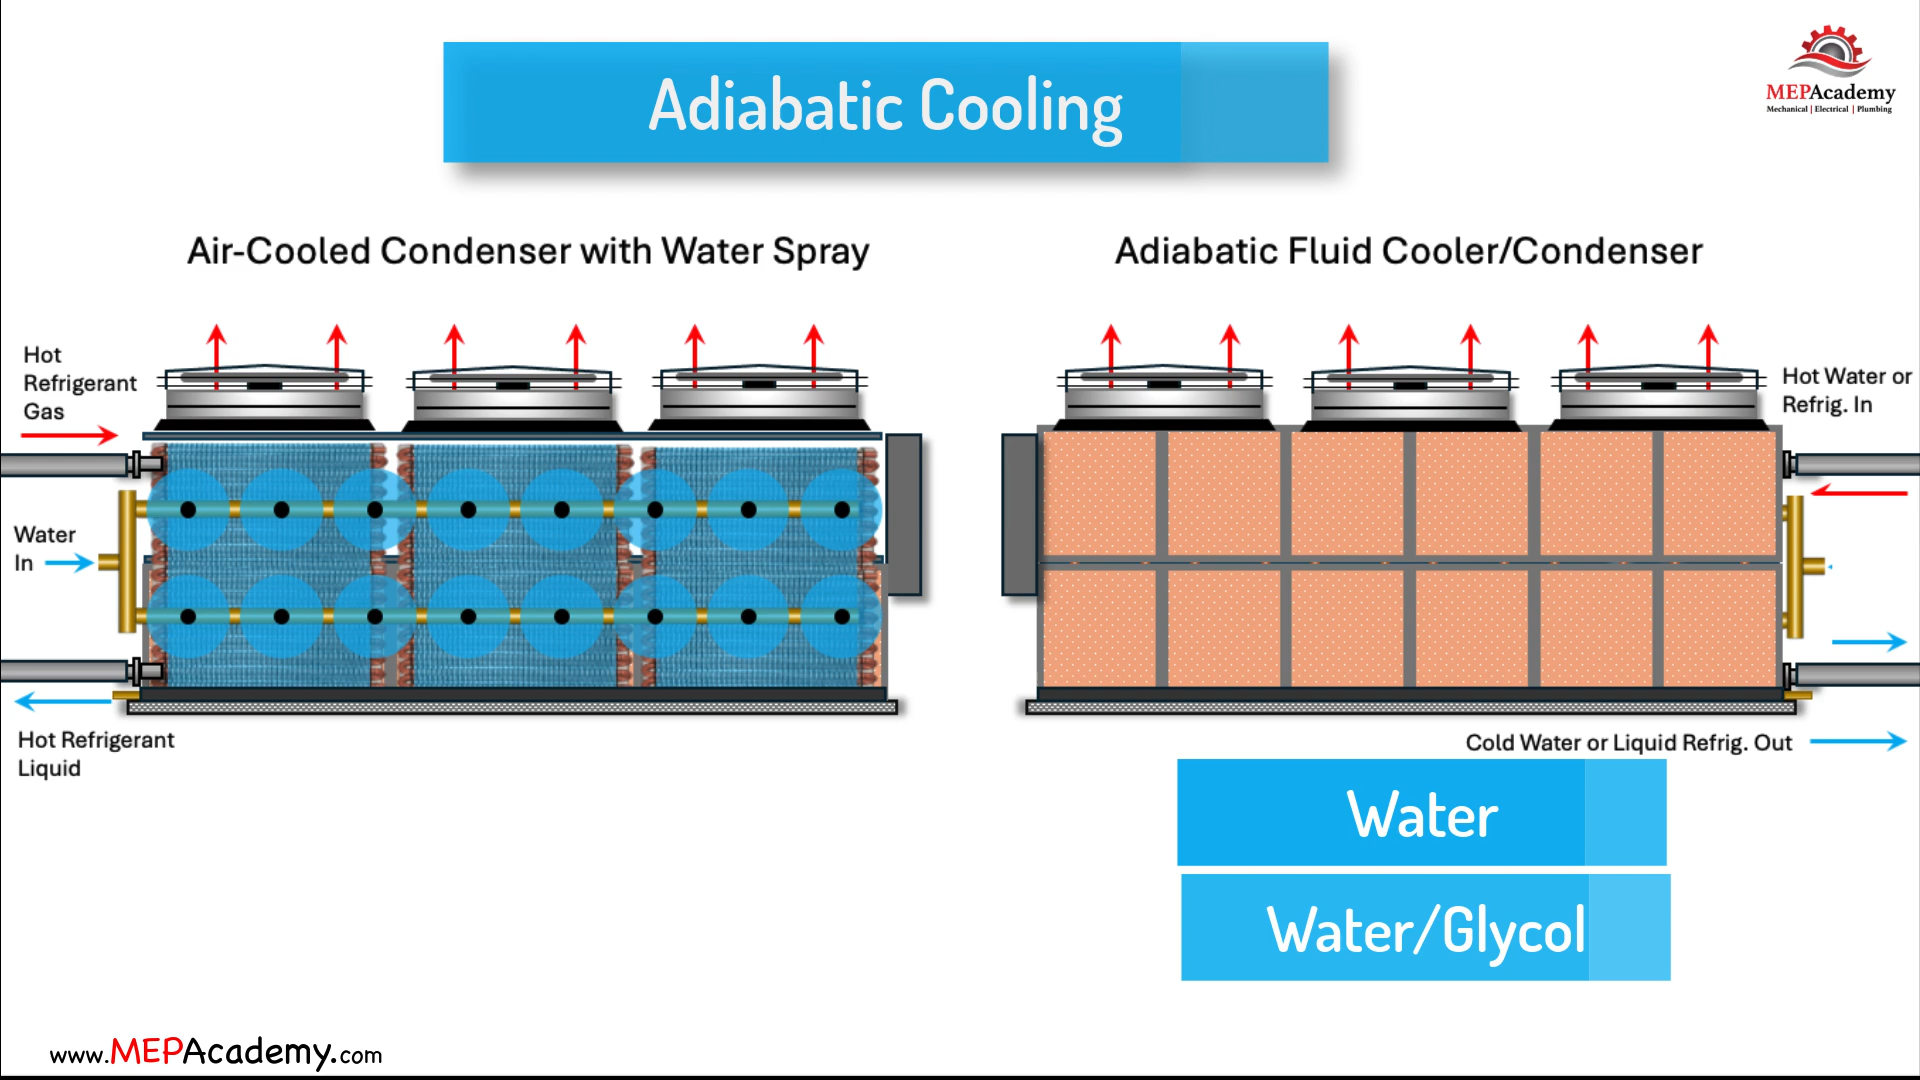 Adiabatic Cooling
MEPAcademy
Mechanical | Electrical | Plumbing
Air-Cooled Condenser with Water Spray
Adiabatic Fluid Cooler/Condenser
Hot
Refrigerant
Gas
Hot Water or
Refrig. In
Water
In
Hot Refrigerant
Liquid
Cold Water or Liquid Refrig. Out
Water
Water/Glycol
www.MEPAcademy.com